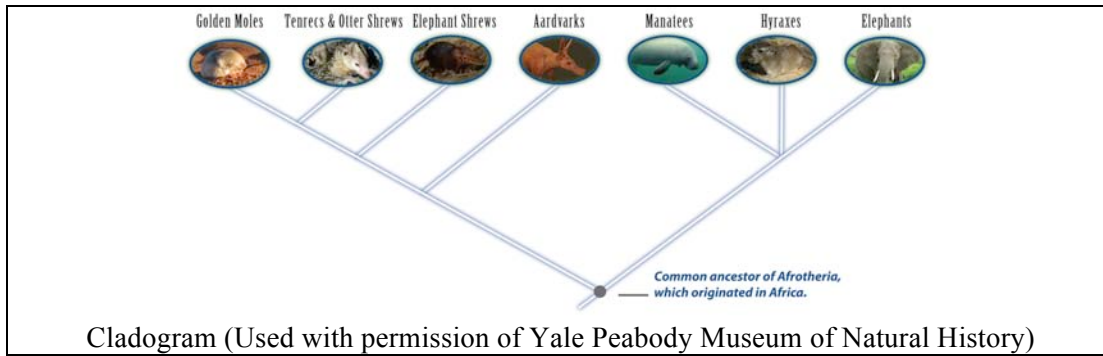 Golden Moles Tenrecs & Otter Shrews Elephant Shrews Aardvarks Manatees Hyraxes Elephants
Common ancestor of Afrotheria,
which originated in Africa.
Cladogram (Used with permission of Yale Peabody Museum of Natural History)